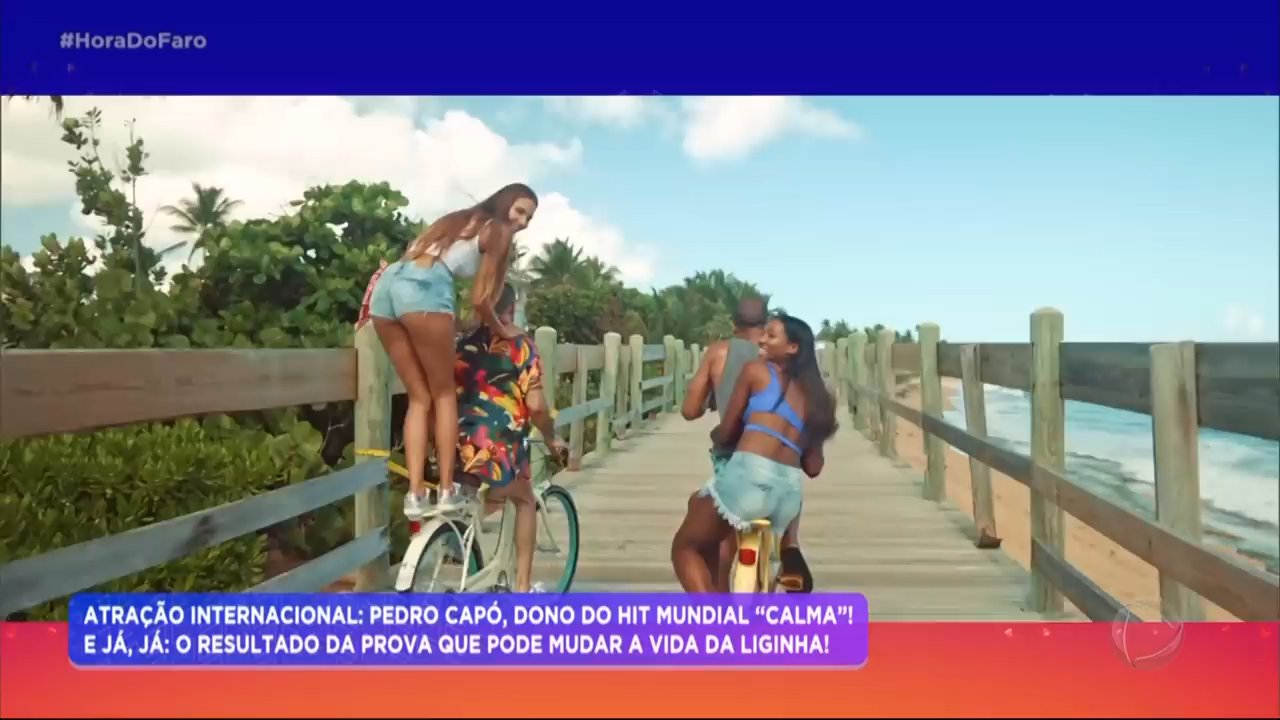 #HoraDoFaro
ATRAÇÃO INTERNACIONAL: PEDRO CAPÓ, DONO DO HIT MUNDIAL “CALMA”!
E JÁ, JÁ: O RESULTADO DA PROVA QUE PODE MUDAR A VIDA DA LIGINHA!